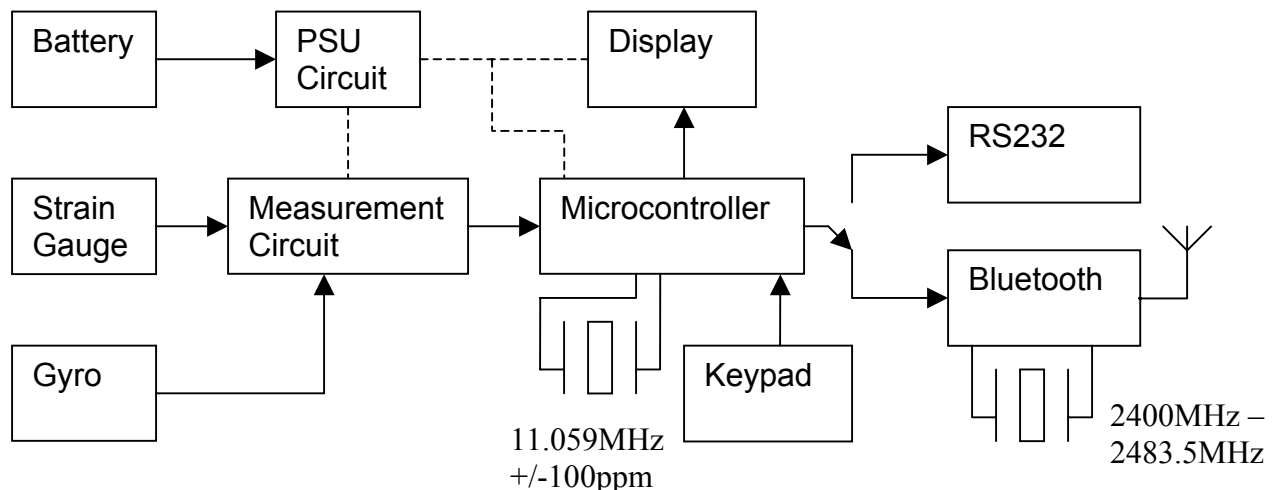 Battery
PSU
Circuit
Display
RS232
Strain
Gauge
Measurement
Circuit
Microcontroller
Bluetooth
Gyro
Keypad
11.059MHz
+/-100ppm
2400MHz –
2483.5MHz